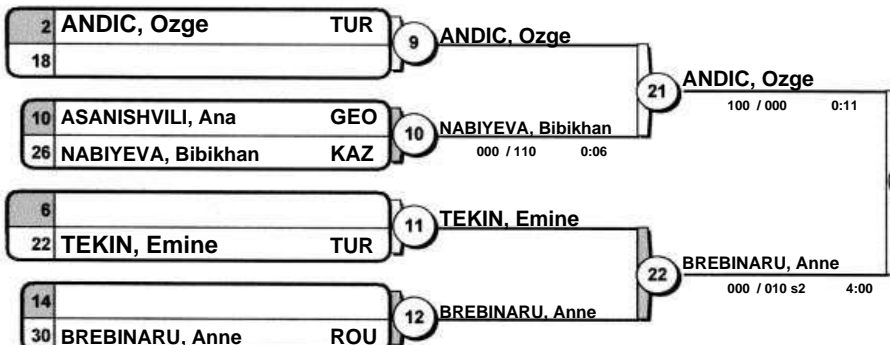 2 ANDIC, Ozge TUR
18
9
ANDIC, Ozge
10 ASANISHVILI, Ana GEO
26 NABIYEVA, Bibikhan KAZ
10
NABIYEVA, Bibikhan
000 / 110 0:06
21
ANDIC, Ozge
100 / 000 0:11
6
22 TEKIN, Emine TUR
11
TEKIN, Emine
14
30 BREBINARU, Anne ROU
12
BREBINARU, Anne
22
BREBINARU, Anne
000 / 010 s2 4:00